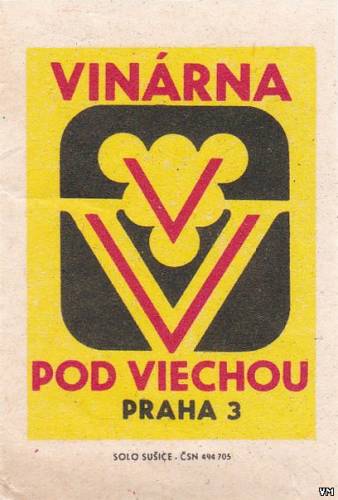 VINÁRNA
V
V
POD VIECHOU
PRAHA 3
SOLO SUŠICE - ČSN 494 705
VM